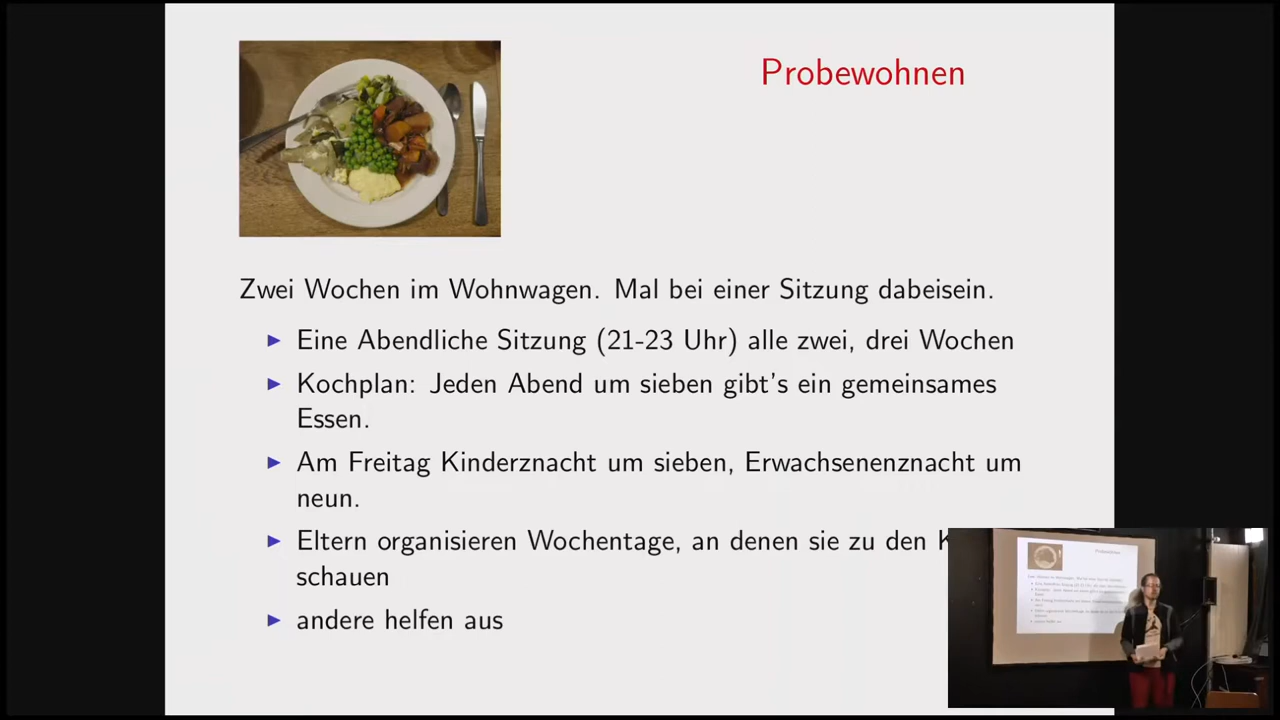 Probewohnen
Zwei Wochen im Wohnwagen. Mal bei einer Sitzung dabeisein.
Eine Abendliche Sitzung (21-23 Uhr) alle zwei, drei Wochen
Kochplan: Jeden Abend um sieben gibt's ein gemeinsames
Essen.
Am Freitag Kinderznacht um sieben, Erwachsenenznacht um
neun.
Eltern organisieren Wochentage, an denen sie zu den
schauen
andere helfen aus
Probewohnen